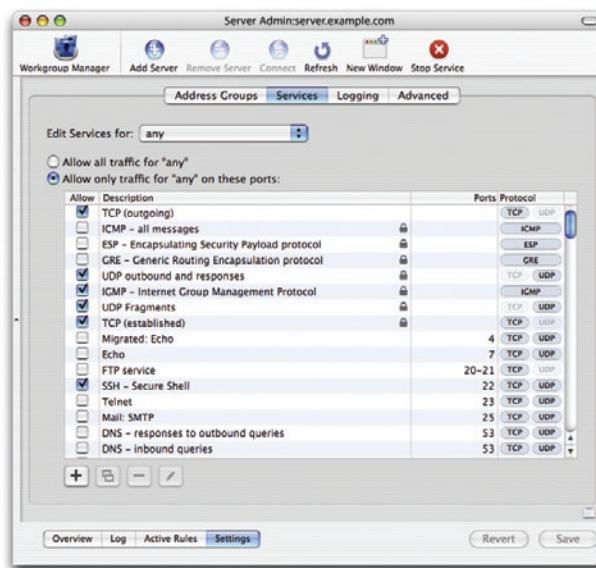 Server Admin:server.example.com
Workgroup Manager Add Server Remove Server Connect Refresh New Window Stop Service
Address Groups Services Logging Advanced
Edit Services for: any
Allow all traffic for "any"
Allow only traffic for "any" on these ports:
Allow Description Ports Protocol
TCP (outgoing) TCP UDP
ICMP - all messages ICMP
ESP - Encapsulating Security Payload protocol ESP
GRE - Generic Routing Encapsulation protocol GRE
UDP outbound and responses TCP UDP
IGMP - Internet Group Management Protocol IGMP
UDP Fragments TCP UDP
TCP (established) TCP UDP
Migrated: Echo 4 TCP UDP
Echo 7 TCP UDP
FTP service 20-21 TCP UDP
SSH - Secure Shell 22 TCP UDP
Telnet 23 TCP UDP
Mail: SMTP 25 TCP UDP
DNS - responses to outbound queries 53 TCP UDP
DNS - inbound queries 53 TCP UDP
Overview Log Active Rules Settings Revert Save